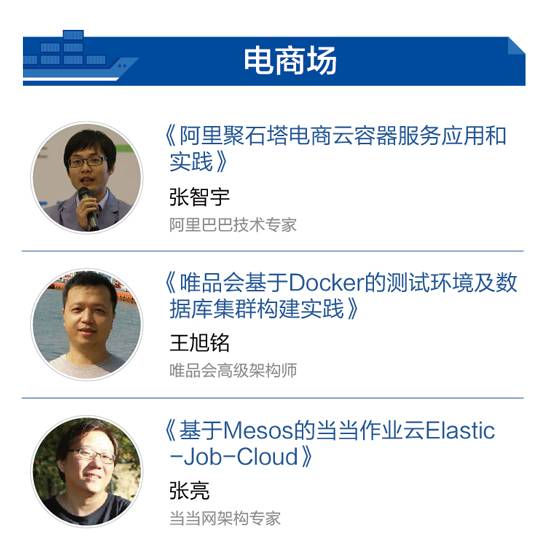 电商场
《阿里聚石塔电商云容器服务应用和
实践》
张智宇
阿里巴巴技术专家
《唯品会基于Docker的测试环境及数
据库集群构建实践》
王旭铭
唯品会高级架构师
《基于Mesos的当当作业云Elastic
-Job-Cloud》
张亮
当当网架构专家